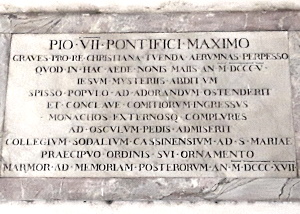 PIO · VII · PONTIFICI MAXIMO
GRAVES · PRO · RE · CHRISTIANA · TVENDA · AERVMNAS · PERPESSO
QVOD · IN · HAC · AEDE · NONIS · MAIIS · AN · M · DCCCV ·
IESVM · MYSTERIIS · ABDITVM
SPISSO · POPVLO · AD · ADORANDVM · OSTENDERIT
ET · CONCLAVE · COMITIORVM · INGRESSVS
MONACHOS · EXTERNOSQ · COMPLVRES
AD · OSCVLVM · PEDIS · ADMISERIT
COLLEGIVM · SODALIVM · CASSINENSIVM · AD · S · MARIAE
PRAECIPVO · ORDINIS · SVI · ORNAMENTO
MARMOR · AD · MEMORIAM · POSTERORVM · AN · M · DCCC · XVII